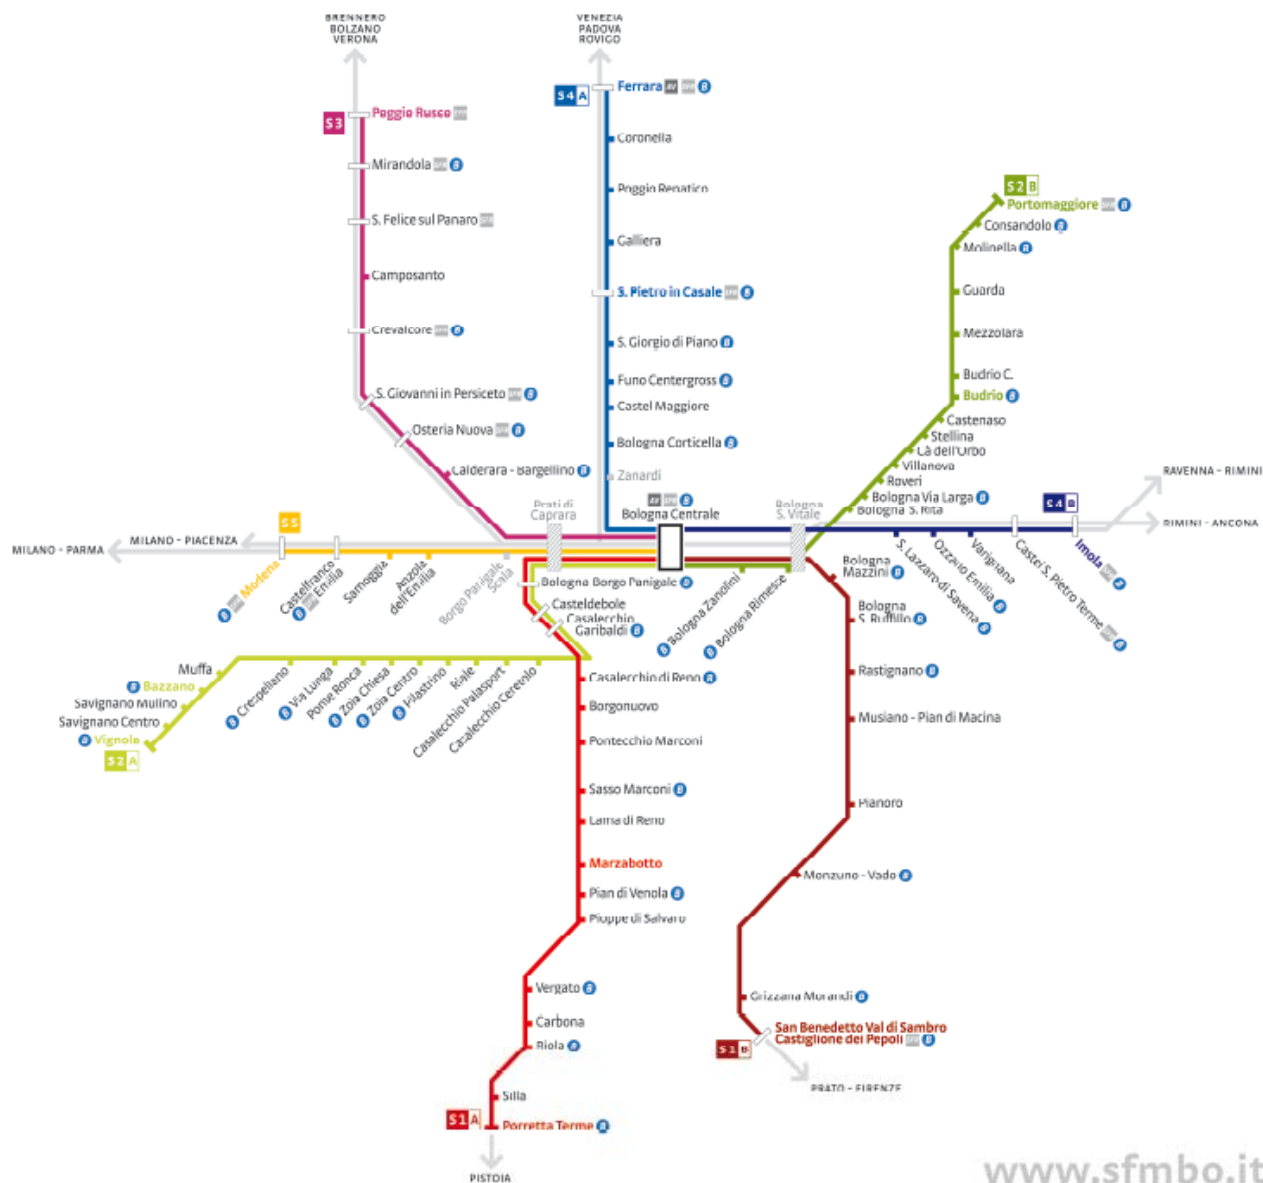 BRENNERO
BOLZANO
VERONA
VENEZIA
PADOVA
ROVIGO
S3
Poggio Rusco
Mirandola B
S. Felice sul Panaro
Camposanto
Crevalcore B
S. Giovanni in Persiceto B
Osteria Nuova B
Calderara - Bargellino B
S4 A
Ferrara AV B
Coronella
Poggio Renatico
Galliera
S. Pietro in Casale B
S. Giorgio di Piano B
Funo Centergross B
Castel Maggiore
Bologna Corticella B
Zanardi
AV B
Bologna Centrale
Prati di
Caprara
Bologna
S. Vitale
S2 B
Portomaggiore B
Consandolo B
Molinella B
Guarda
Mezzolara
Budrio C.
Budrio B
Castenaso
Stellina
Cà dell'Orbo
Villanova
Roveri
Bologna Via Larga B
Bologna S. Rita
RAVENNA - RIMINI
RIMINI - ANCONA
S4 B
Imola B
Castel S. Pietro Terme B
Varignana
Ozzano Emilia B
S. Lazzaro di Savena B
MILANO - PARMA
MILANO - PIACENZA
S5
B Modena
B Castelfranco
Emilia
Samoggia
Anzola
dell'Emilia
Borgo Panigale
Scala
Bologna Borgo Panigale B
Casteldebole
Casalecchio
Garibaldi B
B Bologna Zanolini
B Bologna Rimesse
Bologna
Mazzini B
Bologna
S. Ruffillo B
Rastignano B
Musiano - Pian di Macina
Pianoro
Monzuno - Vado B
Grizzana Morandi B
San Benedetto Val di Sambro
Castiglione dei Pepoli B
S1 B
PRATO - FIRENZE
Muffa
B Bazzano
Savignano Mulino
Savignano Centro
B Vignola
S2 A
B Crespellano
B Via Lunga
Ponte Ronca
B Zola Chiesa
B Zola Centro
B Pilastrino
Riale
Casalecchio Palasport
Casalecchio Ceretolo
Casalecchio di Reno B
Borgonuovo
Pontecchio Marconi
Sasso Marconi B
Lama di Reno
Marzabotto
Pian di Venola B
Pioppe di Salvaro
Vergato B
Carbona
Riola B
Silla
S1 A
Porretta Terme B
PISTOIA
www.sfmbo.it